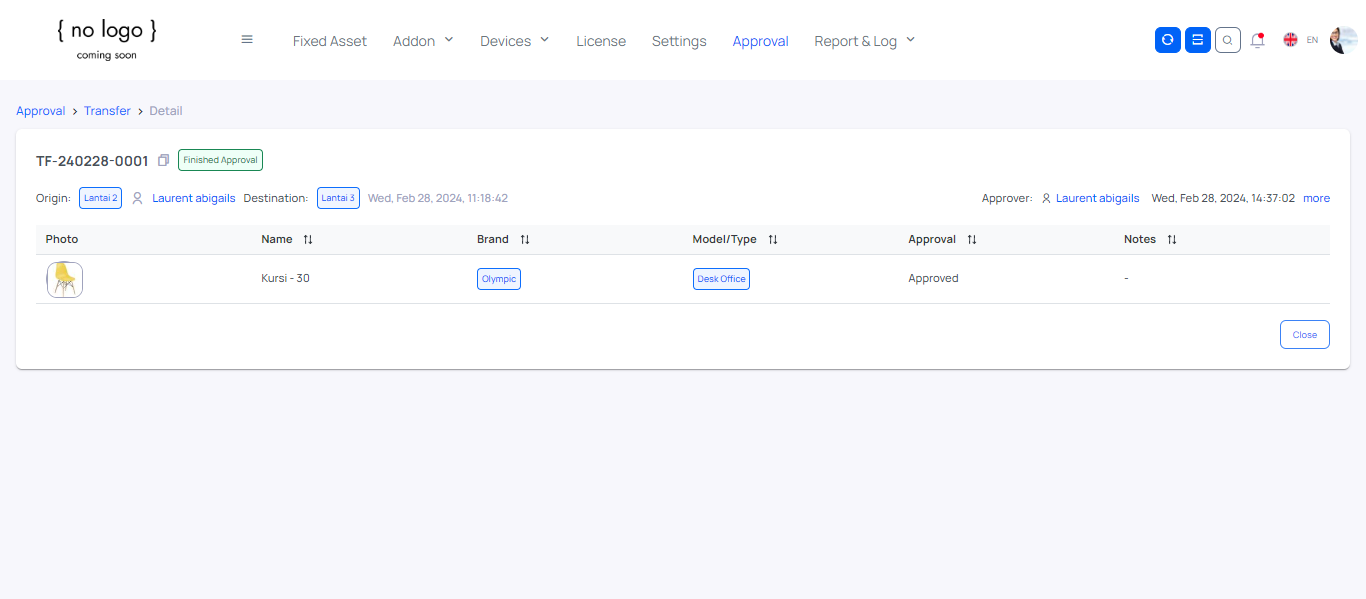 { no logo }
coming soon
Fixed Asset Addon Devices License Settings Approval Report & Log EN
Approval > Transfer > Detail
TF-240228-0001 Finished Approval
Origin: Lantai 2 Laurent abigails Destination: Lantai 3 Wed, Feb 28, 2024, 11:18:42 Approver: Laurent abigails Wed, Feb 28, 2024, 14:37:02 more
Photo Name Brand Model/Type Approval Notes
Kursi - 30 Olympic Desk Office Approved -
Close